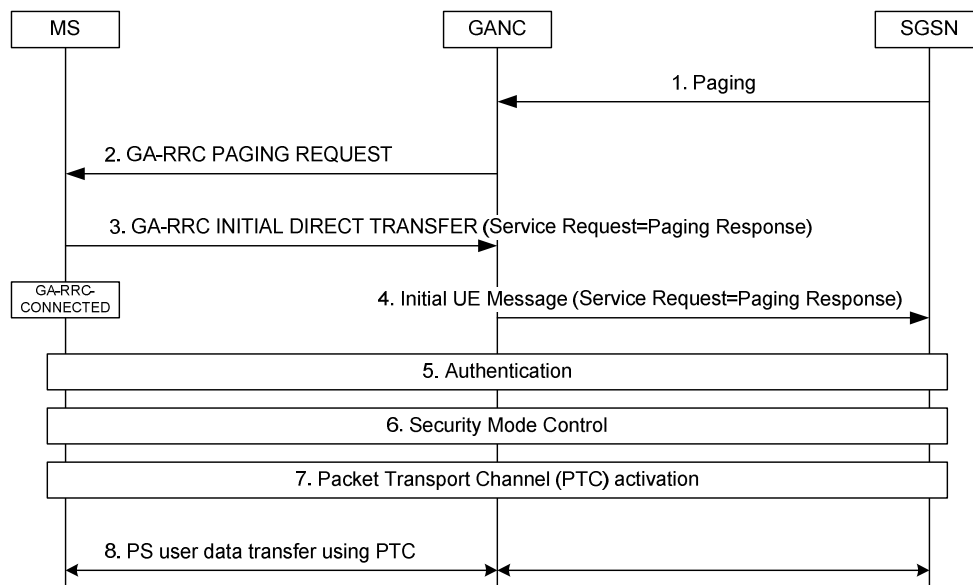 MS
GANC
SGSN
1. Paging
2. GA-RRC PAGING REQUEST
3. GA-RRC INITIAL DIRECT TRANSFER (Service Request=Paging Response)
GA-RRC-
CONNECTED
4. Initial UE Message (Service Request=Paging Response)
5. Authentication
6. Security Mode Control
7. Packet Transport Channel (PTC) activation
8. PS user data transfer using PTC